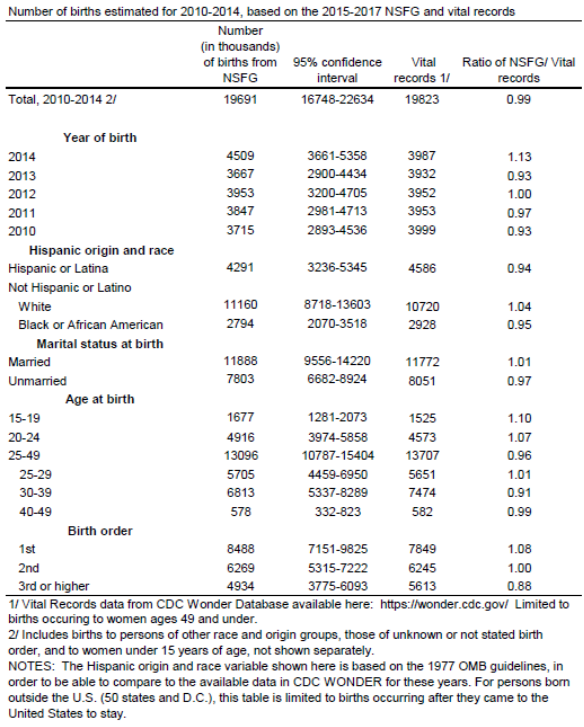 Number of births estimated for 2010-2014, based on the 2015-2017 NSFG and vital records
Number (in thousands) of births from NSFG 95% confidence interval Vital records 1/ Ratio of NSFG/ Vital records
Total, 2010-2014 2/ 19691 16748-22634 19823 0.99
Year of birth
2014 4509 3661-5358 3987 1.13
2013 3667 2900-4434 3932 0.93
2012 3953 3200-4705 3952 1.00
2011 3847 2981-4713 3953 0.97
2010 3715 2893-4536 3999 0.93
Hispanic origin and race
Hispanic or Latina 4291 3236-5345 4586 0.94
Not Hispanic or Latino
White 11160 8718-13603 10720 1.04
Black or African American 2794 2070-3518 2928 0.95
Marital status at birth
Married 11888 9556-14220 11772 1.01
Unmarried 7803 6682-8924 8051 0.97
Age at birth
15-19 1677 1281-2073 1525 1.10
20-24 4916 3974-5858 4573 1.07
25-49 13096 10787-15404 13707 0.96
25-29 5705 4459-6950 5651 1.01
30-39 6813 5337-8289 7474 0.91
40-49 578 332-823 582 0.99
Birth order
1st 8488 7151-9825 7849 1.08
2nd 6269 5315-7222 6245 1.00
3rd or higher 4934 3775-6093 5613 0.88
1/ Vital Records data from CDC Wonder Database available here: https://wonder.cdc.gov/ Limited to
births occuring to women ages 49 and under.
2/ Includes births to persons of other race and origin groups, those of unknown or not stated birth
order, and to women under 15 years of age, not shown separately.
NOTES: The Hispanic origin and race variable shown here is based on the 1977 OMB guidelines, in
order to be able to compare to the available data in CDC WONDER for these years. For persons born
outside the U.S. (50 states and D.C.), this table is limited to births occurring after they came to the
United States to stay.